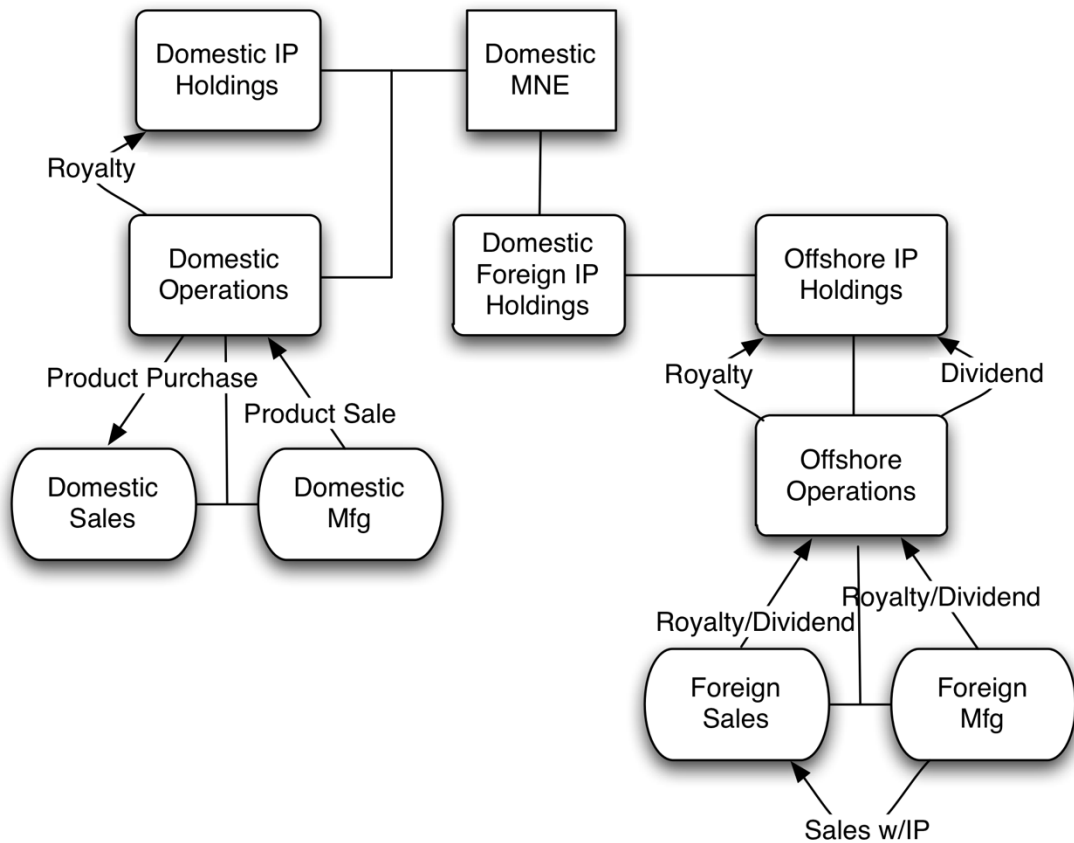 Domestic IP
Holdings
Domestic
MNE
Royalty
Domestic
Operations
Domestic
Foreign IP
Holdings
Offshore IP
Holdings
Product Purchase
Product Sale
Royalty
Dividend
Domestic
Sales
Domestic
Mfg
Offshore
Operations
Royalty/Dividend
Royalty/Dividend
Foreign
Sales
Foreign
Mfg
Sales w/IP